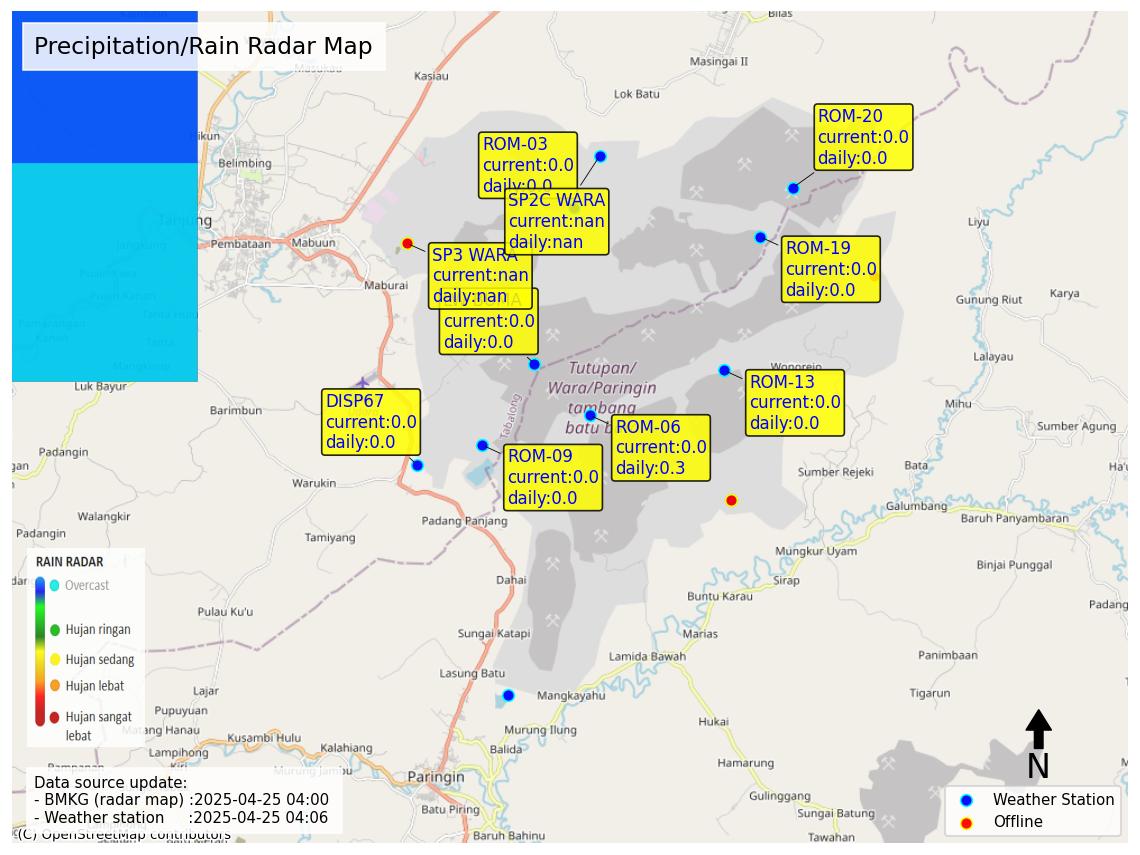 Precipitation/Rain Radar Map
Bilas
Masingai II
Kasiau
Lok Batu
Hikun
Belimbing
Tanjung
Jangkung
Pembataan
Mabuun
Maburai
Liyu
Gunung Riut
Karya
Lalayau
Mihu
Sumber Agung
Bata
Sumber Rejeki
Galumbang
Baruh Panyambaran
Mungkur Uyam
Binjai Punggal
Sirap
Buntu Karau
Padang
Marias
Lamida Bawah
Panimbaan
Tigarun
Hukai
Hamarung
Gulinggang
Sungai Batung
Tawahan
ROM-03
current:0.0
daily:0.0
SP2C WARA
current:nan
daily:nan
ROM-20
current:0.0
daily:0.0
ROM-19
current:0.0
daily:0.0
SP3 WARA
current:nan
daily:nan
current:0.0
daily:0.0
Wonorejo
ROM-13
current:0.0
daily:0.0
Tutupan/
Wara/Paringin
tambang
batu b
Tabalong
ROM-06
current:0.0
daily:0.3
DISP67
current:0.0
daily:0.0
ROM-09
current:0.0
daily:0.0
Luk Bayur
Barimbun
Warukin
Walangkir
Padangin
Tamiyang
Padang Panjang
Dahai
Pulau Ku'u
Sungai Katapi
Lasung Batu
Mangkayahu
Murung Ilung
Balida
Paringin
Batu Piring
Baruh Bahinu
Lajar
Pupuyuan
Matang Hanau
Lampihong
Kusambi Hulu
Kalahiang
Murung Jambu
RAIN RADAR
Overcast
Hujan ringan
Hujan sedang
Hujan lebat
Hujan sangat
lebat
Data source update:
- BMKG (radar map) :2025-04-25 04:00
- Weather station :2025-04-25 04:06
(C) OpenStreetMap contributors
N
Weather Station
Offline